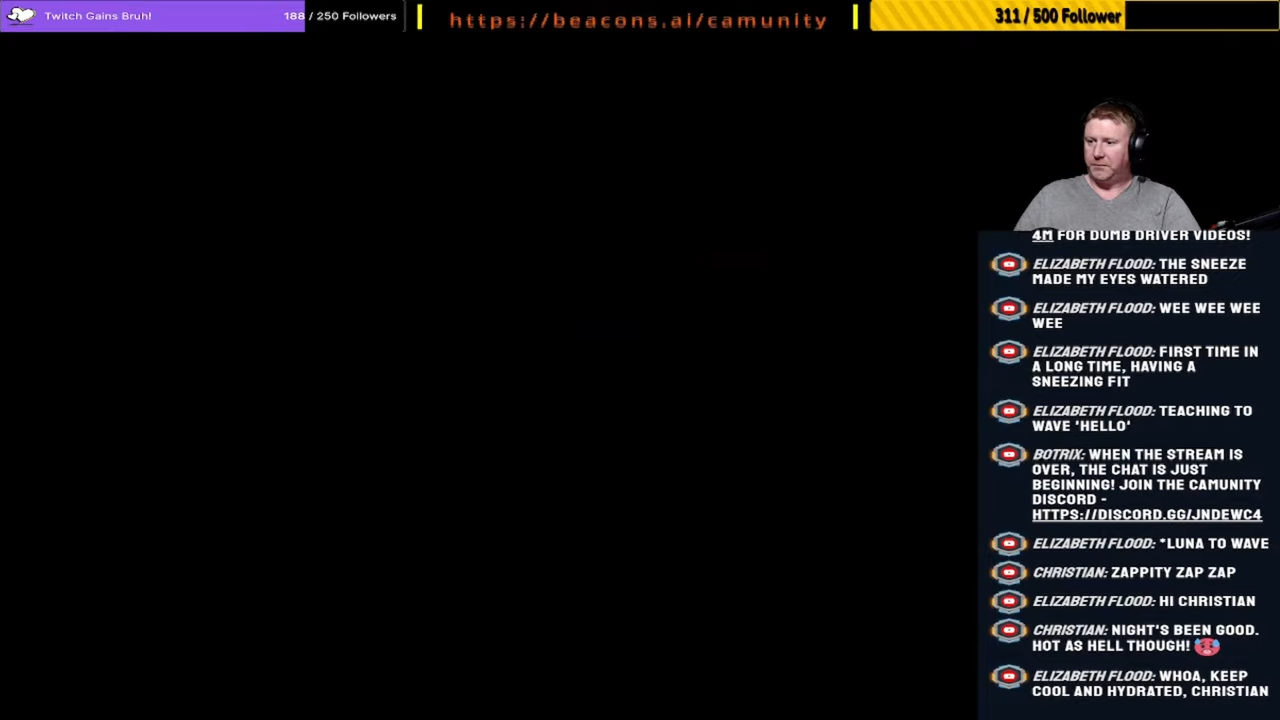 Twitch Gains Bruh!
188 / 250 Followers
https://beacons.ai/camunity
311 / 500 Follower
4M FOR DUMB DRIVER VIDEOS!
ELIZABETH FLOOD: THE SNEEZE
MADE MY EYES WATERED
ELIZABETH FLOOD: WEE WEE WEE
WEE
ELIZABETH FLOOD: FIRST TIME IN
A LONG TIME, HAVING A
SNEEZING FIT
ELIZABETH FLOOD: TEACHING TO
WAVE 'HELLO'
BOTRIX: WHEN THE STREAM IS
OVER, THE CHAT IS JUST
BEGINNING! JOIN THE CAMUNITY
DISCORD -
HTTPS://DISCORD.GG/JNDEWC4
ELIZABETH FLOOD: *LUNA TO WAVE
CHRISTIAN: ZAPPITY ZAP ZAP
ELIZABETH FLOOD: HI CHRISTIAN
CHRISTIAN: NIGHT'S BEEN GOOD.
HOT AS HELL THOUGH!
ELIZABETH FLOOD: WHOA, KEEP
COOL AND HYDRATED, CHRISTIAN